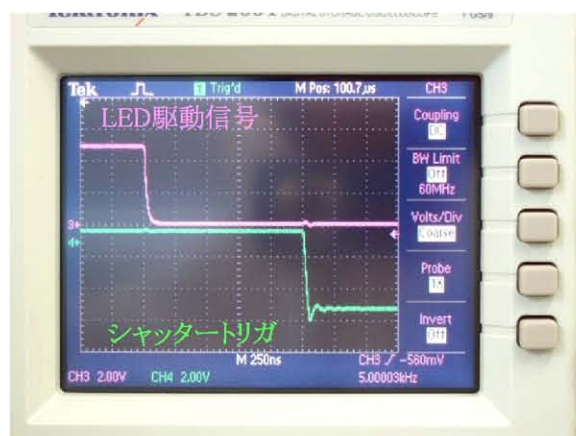 Tek Trig'd M Pos: 100.7µs CH3
LED駆動信号
Coupling
DC
BW Limit
Off
60MHz
Volts/Div
Coarse
3
4
Probe
1X
Invert
Off
シャッタートリガ
M 250ns CH3 -560mV
CH3 2.00V CH4 2.00V 5.00003kHz